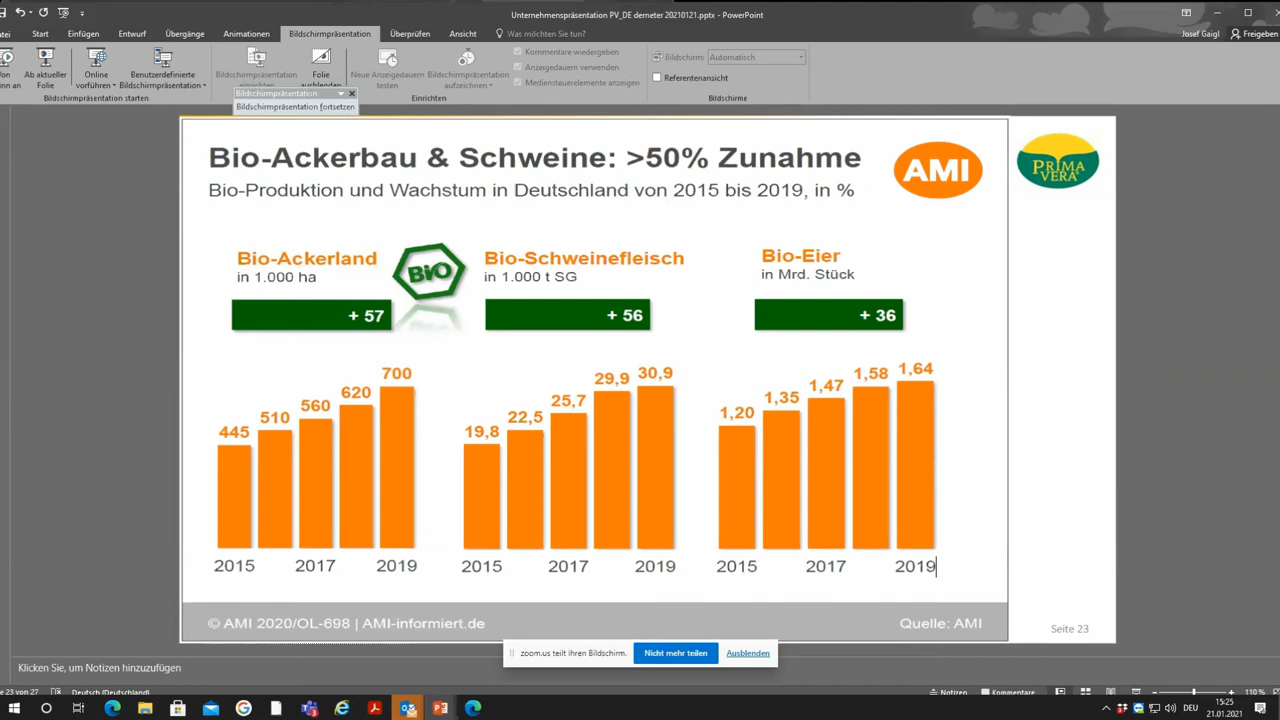 Unternehmenspräsentation PV_DE demeter 20210121.pptx - PowerPoint
Start Einfügen Entwurf Übergänge Animationen Bildschirmpräsentation Überprüfen Ansicht Was möchten Sie tun? Josef Gaigl Freigeben
Ab aktueller Folie
Online vorführen
Benutzerdefinierte Bildschirmpräsentation
Bildschirmpräsentation
Folie
Neue Anzeigedauern testen
Bildschirmpräsentation aufzeichnen
Kommentare wiedergeben
Anzeigedauern verwenden
Mediensteuerelemente anzeigen
Bildschirm: Automatisch
Referentenansicht
Bildschirmpräsentation starten
Einrichten
Bildschirme
Bildschirmpräsentation
Bildschirmpräsentation fortsetzen
Bio-Ackerbau & Schweine: >50% Zunahme
Bio-Produktion und Wachstum in Deutschland von 2015 bis 2019, in %
AMI
PRIMA
VERA
Bio-Ackerland
in 1.000 ha
+ 57
BiO
Bio-Schweinefleisch
in 1.000 t SG
+ 56
Bio-Eier
in Mrd. Stück
+ 36
445 510 560 620 700
2015 2017 2019
19,8 22,5 25,7 29,9 30,9
2015 2017 2019
1,20 1,35 1,47 1,58 1,64
2015 2017 2019
© AMI 2020/OL-698 | AMI-informiert.de
Quelle: AMI
Seite 23
zoom.us teilt ihren Bildschirm. Nicht mehr teilen Ausblenden
Klicken Sie, um Notizen hinzuzufügen
23 von 27 Deutsch (Deutschland) Notizen Kommentare 110 %
DEU
15:25
21.01.2021